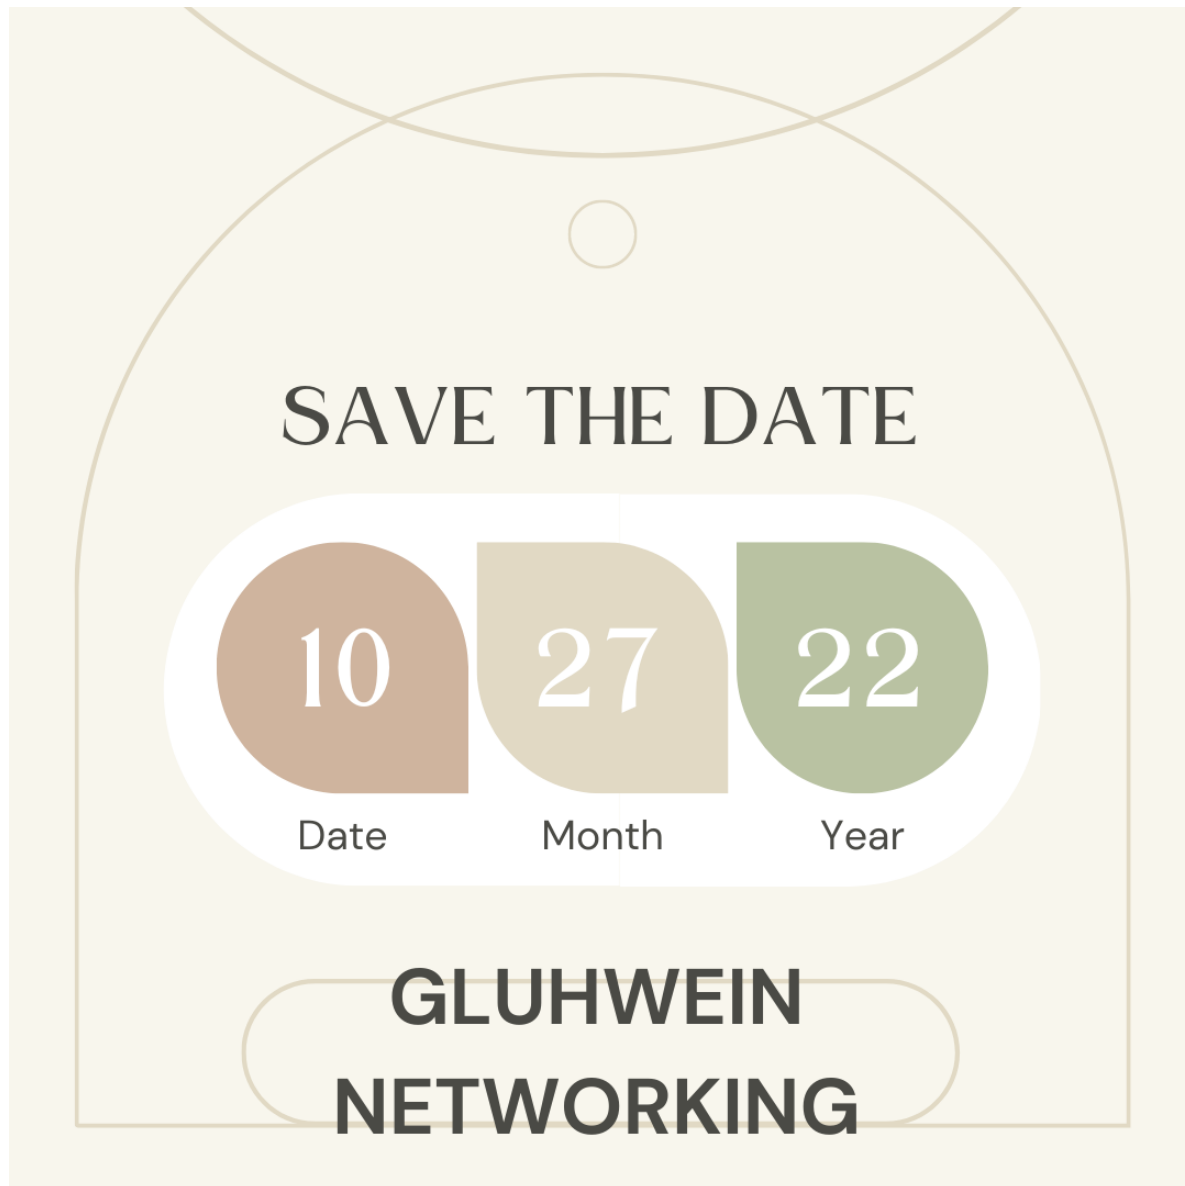 SAVE THE DATE
10 27 22
Date Month Year
GLUHWEIN
NETWORKING